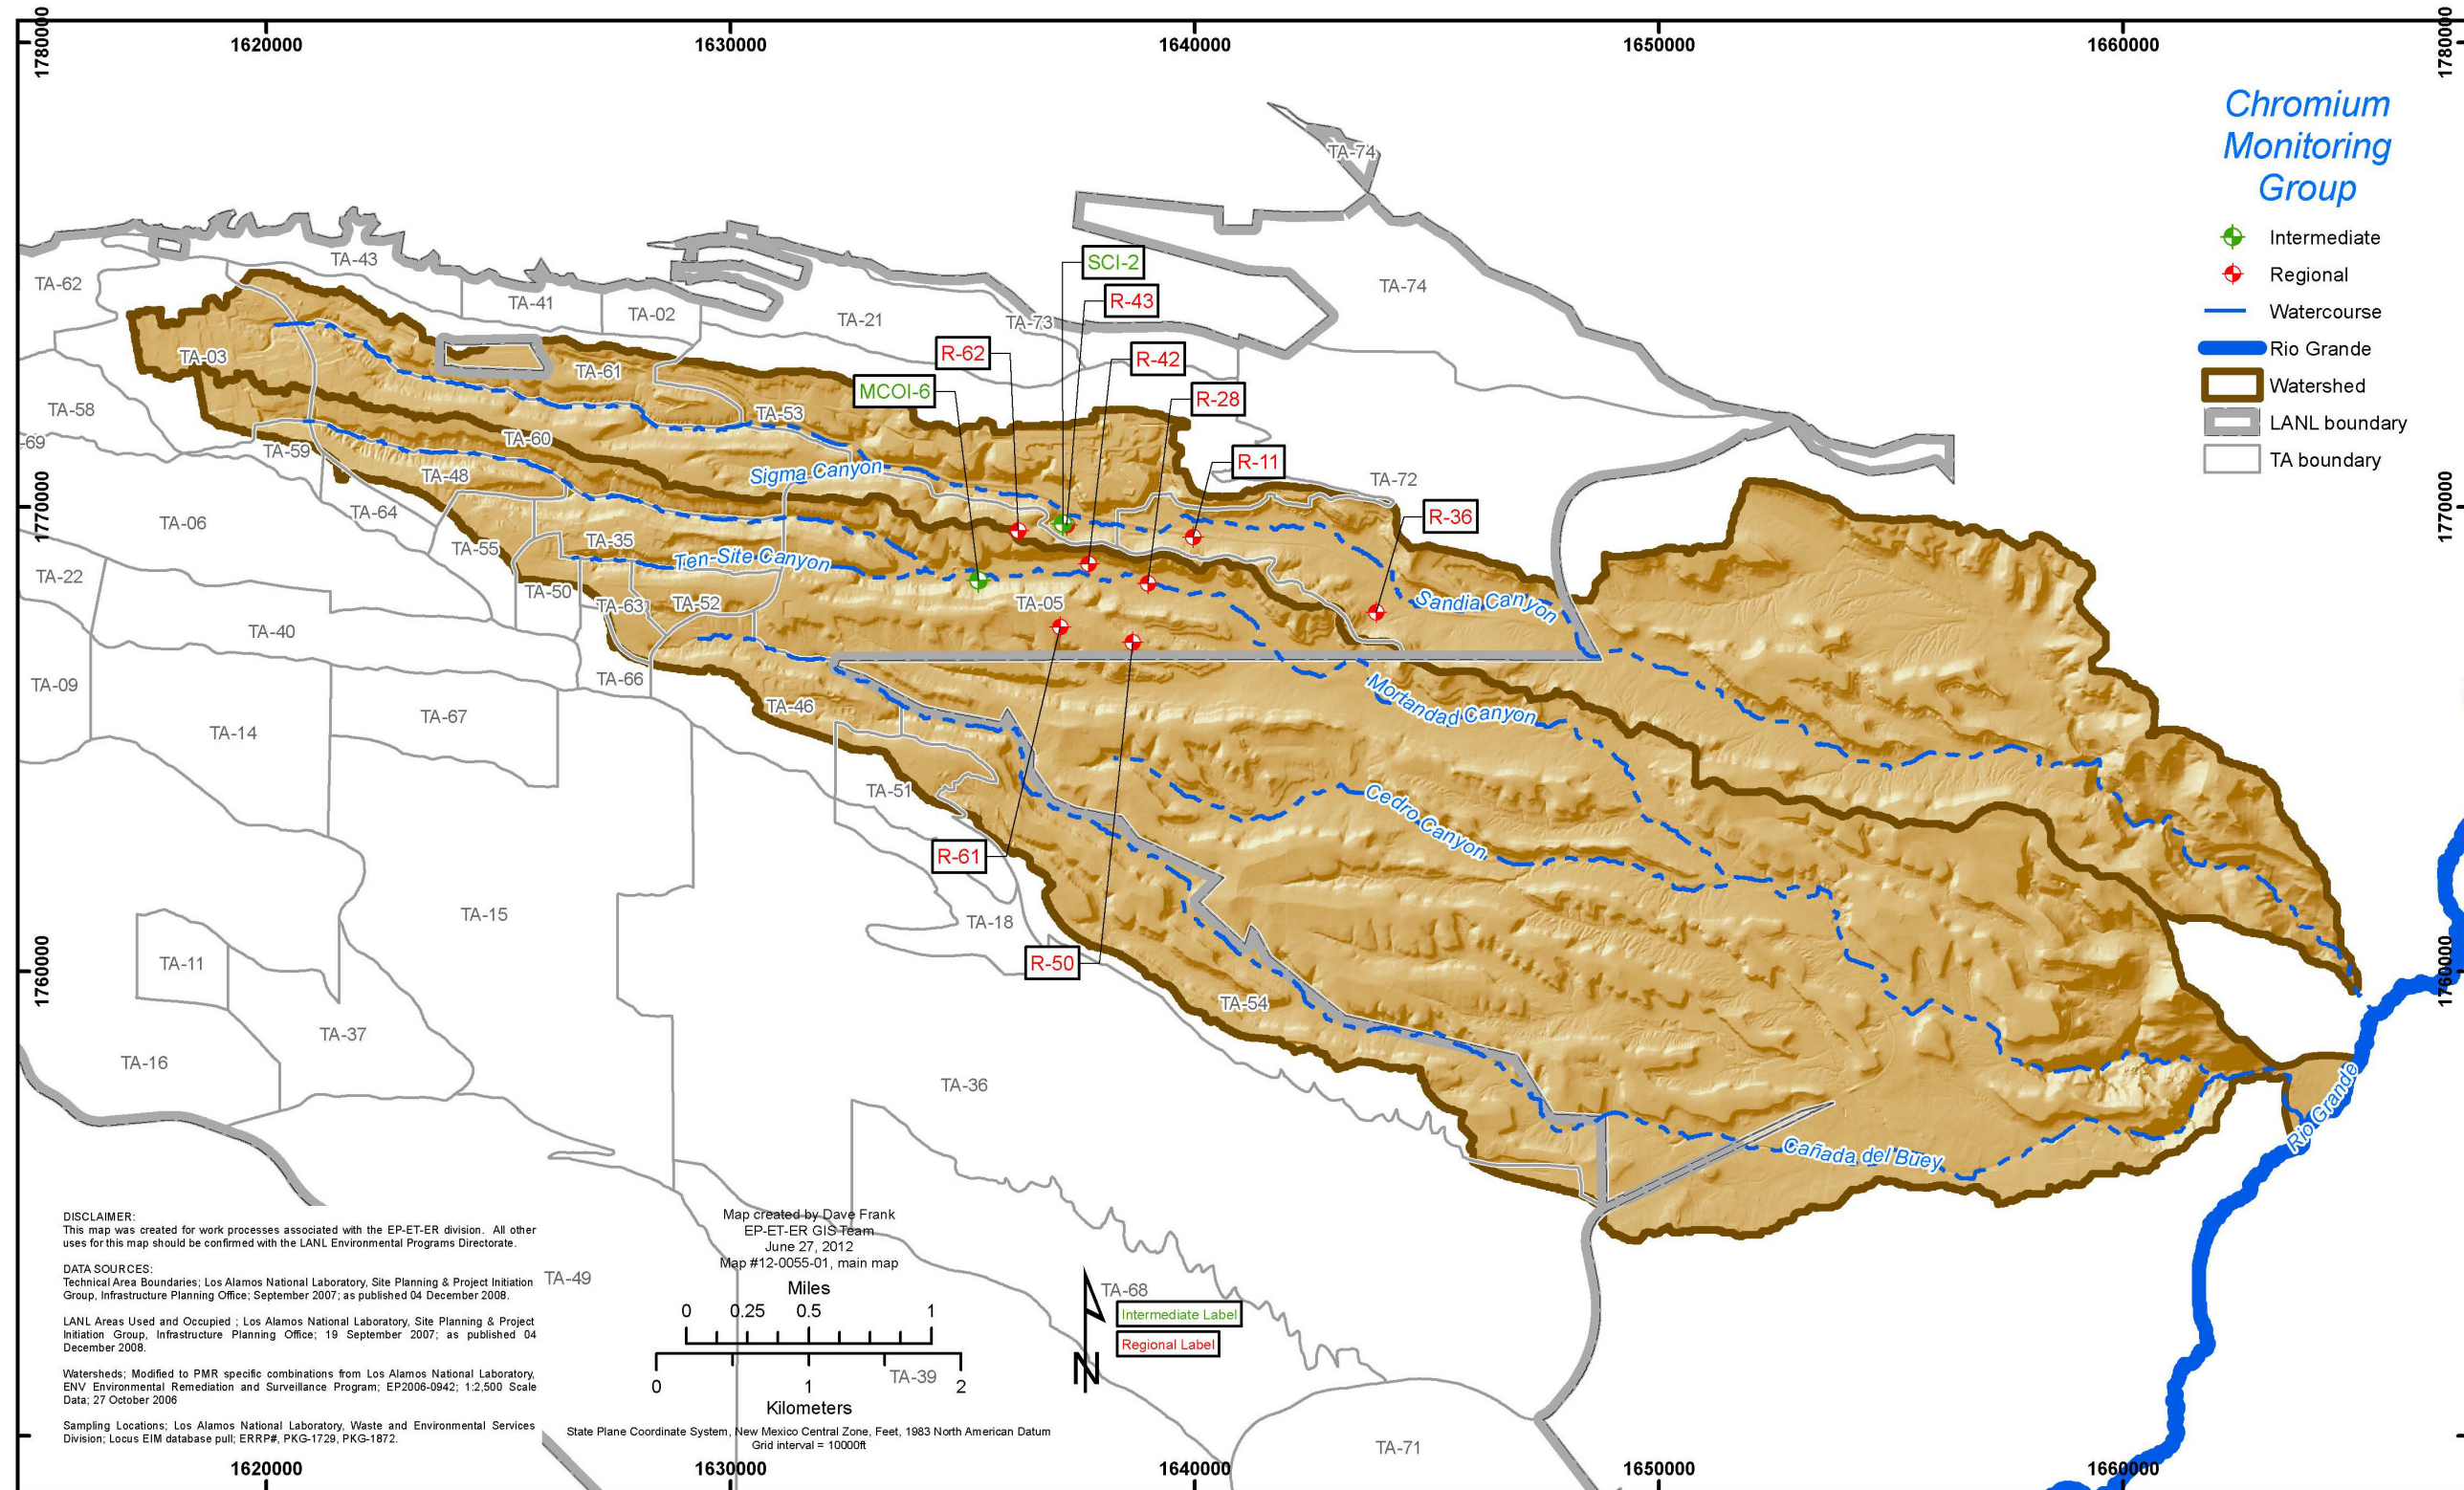 1620000
1630000
1640000
1650000
1660000
1780000
1780000
Chromium
Monitoring
Group
Intermediate
Regional
Watercourse
Rio Grande
Watershed
LANL boundary
TA boundary
TA-74
TA-43
TA-62
TA-41
TA-02
TA-21
TA-73
TA-74
SCI-2
R-43
R-62
R-42
MCOI-6
R-28
R-11
R-36
TA-03
TA-61
TA-58
-69
TA-53
TA-60
TA-59
TA-48
Sigma Canyon
TA-72
1770000
1770000
TA-06
TA-64
TA-55
TA-35
Ten-Site Canyon
TA-22
TA-50
TA-63
TA-52
TA-05
Sandia Canyon
TA-40
TA-09
TA-66
TA-46
Mortandad Canyon
TA-14
TA-67
TA-51
Cedro Canyon
R-61
TA-15
TA-18
R-50
TA-11
1760000
1760000
TA-54
TA-37
TA-16
TA-36
Rio Grande
Cañada del Buey
DISCLAIMER:
This map was created for work processes associated with the EP-ET-ER division. All other
uses for this map should be confirmed with the LANL Environmental Programs Directorate.
DATA SOURCES:
Technical Area Boundaries; Los Alamos National Laboratory, Site Planning & Project Initiation
Group, Infrastructure Planning Office; September 2007; as published 04 December 2008.
LANL Areas Used and Occupied ; Los Alamos National Laboratory, Site Planning & Project
Initiation Group, Infrastructure Planning Office; 19 September 2007; as published 04
December 2008.
Watersheds; Modified to PMR specific combinations from Los Alamos National Laboratory,
ENV Environmental Remediation and Surveillance Program; EP2006-0942; 1:2,500 Scale
Data; 27 October 2006
Sampling Locations; Los Alamos National Laboratory, Waste and Environmental Services
Division; Locus EIM database pull; ERRP#, PKG-1729, PKG-1872.
TA-49
Map created by Dave Frank
EP-ET-ER GIS Team
June 27, 2012
Map #12-0055-01, main map
Miles
0 0.25 0.5 1
0 1 2
Kilometers
TA-39
State Plane Coordinate System, New Mexico Central Zone, Feet, 1983 North American Datum
Grid interval = 10000ft
N
TA-68
Intermediate Label
Regional Label
TA-71
1620000
1630000
1640000
1650000
1660000